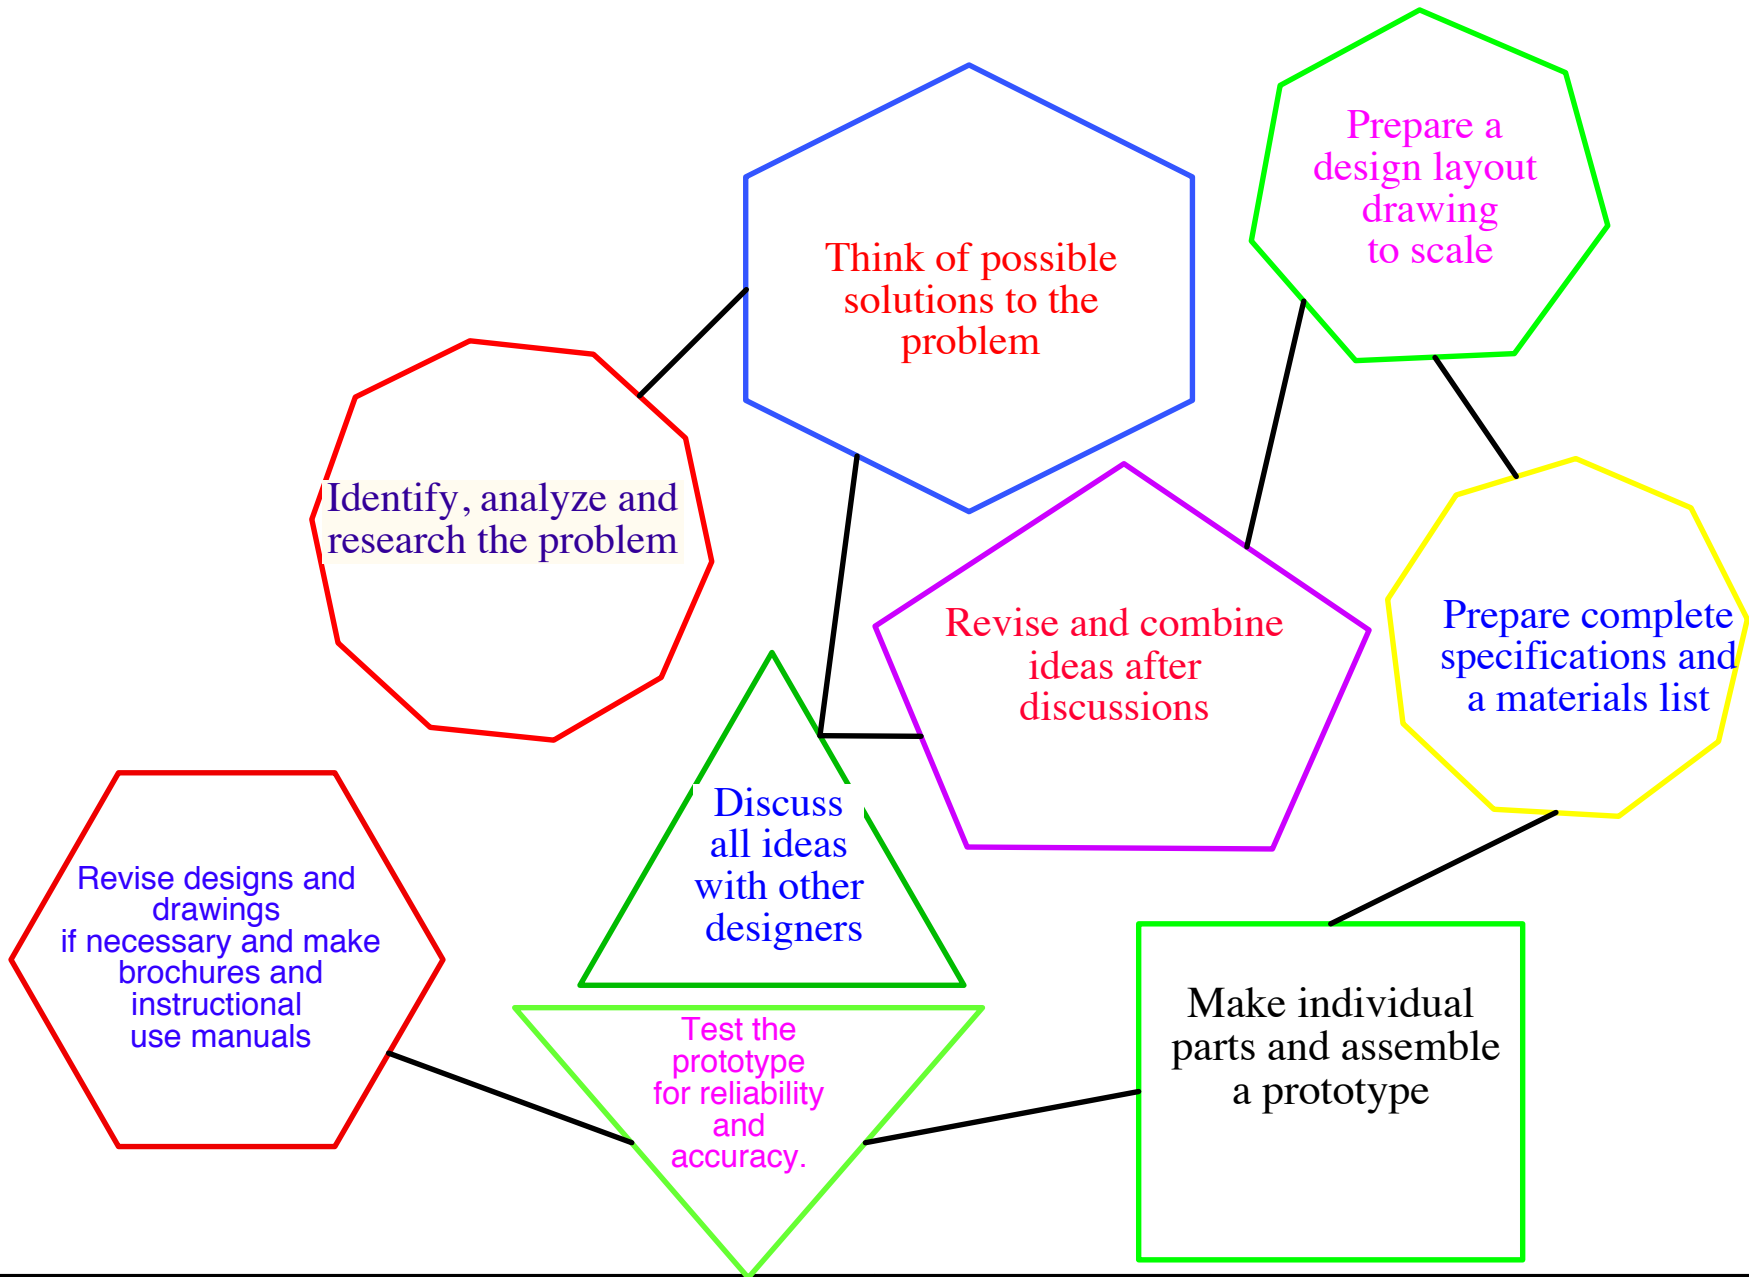 Identify, analyze and
research the problem
Think of possible
solutions to the
problem
Discuss
all ideas
with other
designers
Revise and combine
ideas after
discussions
Prepare a
design layout
drawing
to scale
Prepare complete
specifications and
a materials list
Make individual
parts and assemble
a prototype
Test the
prototype
for reliability
and
accuracy.
Revise designs and
drawings
if necessary and make
brochures and
instructional
use manuals